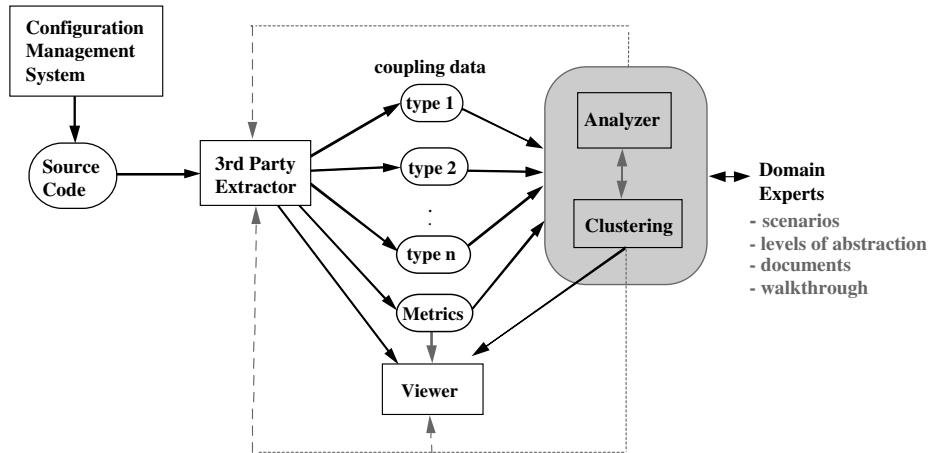 Configuration
Management
System
coupling data
type 1
Analyzer
Source
Code
3rd Party
Extractor
type 2
Domain
Experts
- scenarios
- levels of abstraction
- documents
- walkthrough
...
Clustering
type n
Metrics
Viewer